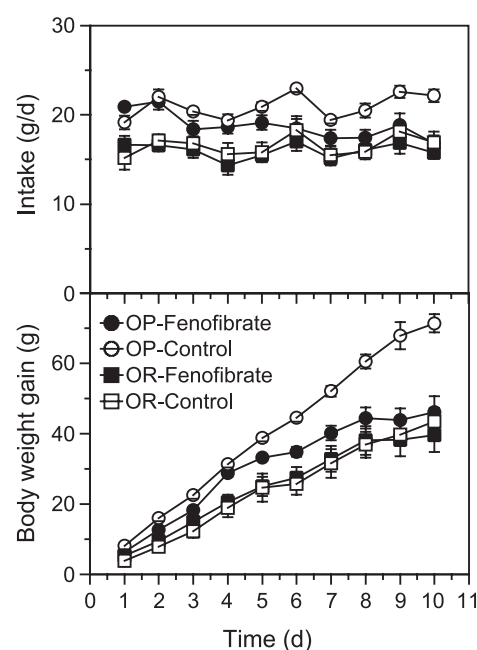 30
20
10
0
Intake (g/d)
OP-Fenofibrate
OP-Control
OR-Fenofibrate
OR-Control
60
40
20
0
Body weight gain (g)
0 1 2 3 4 5 6 7 8 9 10 11
Time (d)